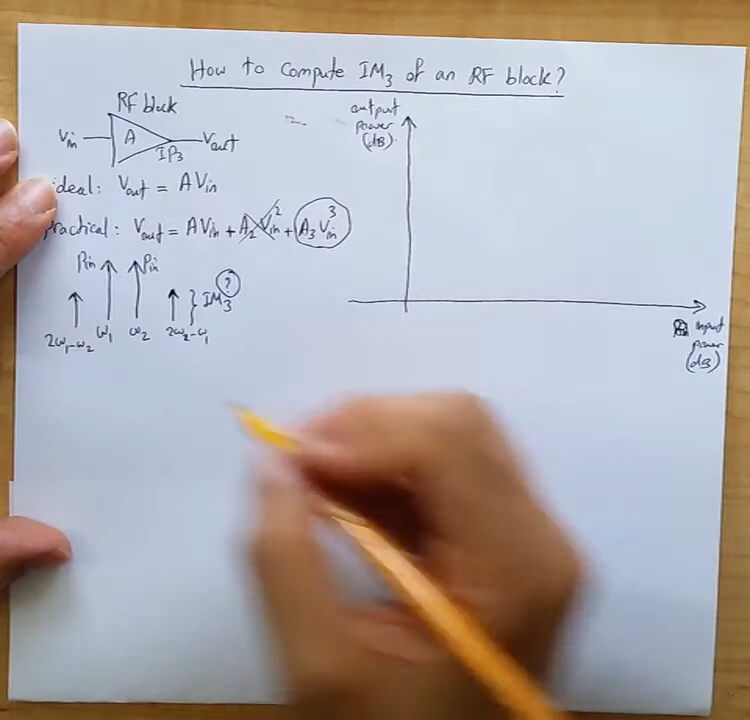 How to compute IM₃ of an RF block?
RF block
Vin A Vout
IP₃
ideal: Vout = A Vin
practical: Vout = A Vin + A₂ Vin² + A₃ Vin³
Pin Pin
?
} IM₃
2ω₁-ω₂ ω₁ ω₂ 2ω₂-ω₁
output
power
(dB)
input
power
(dB)